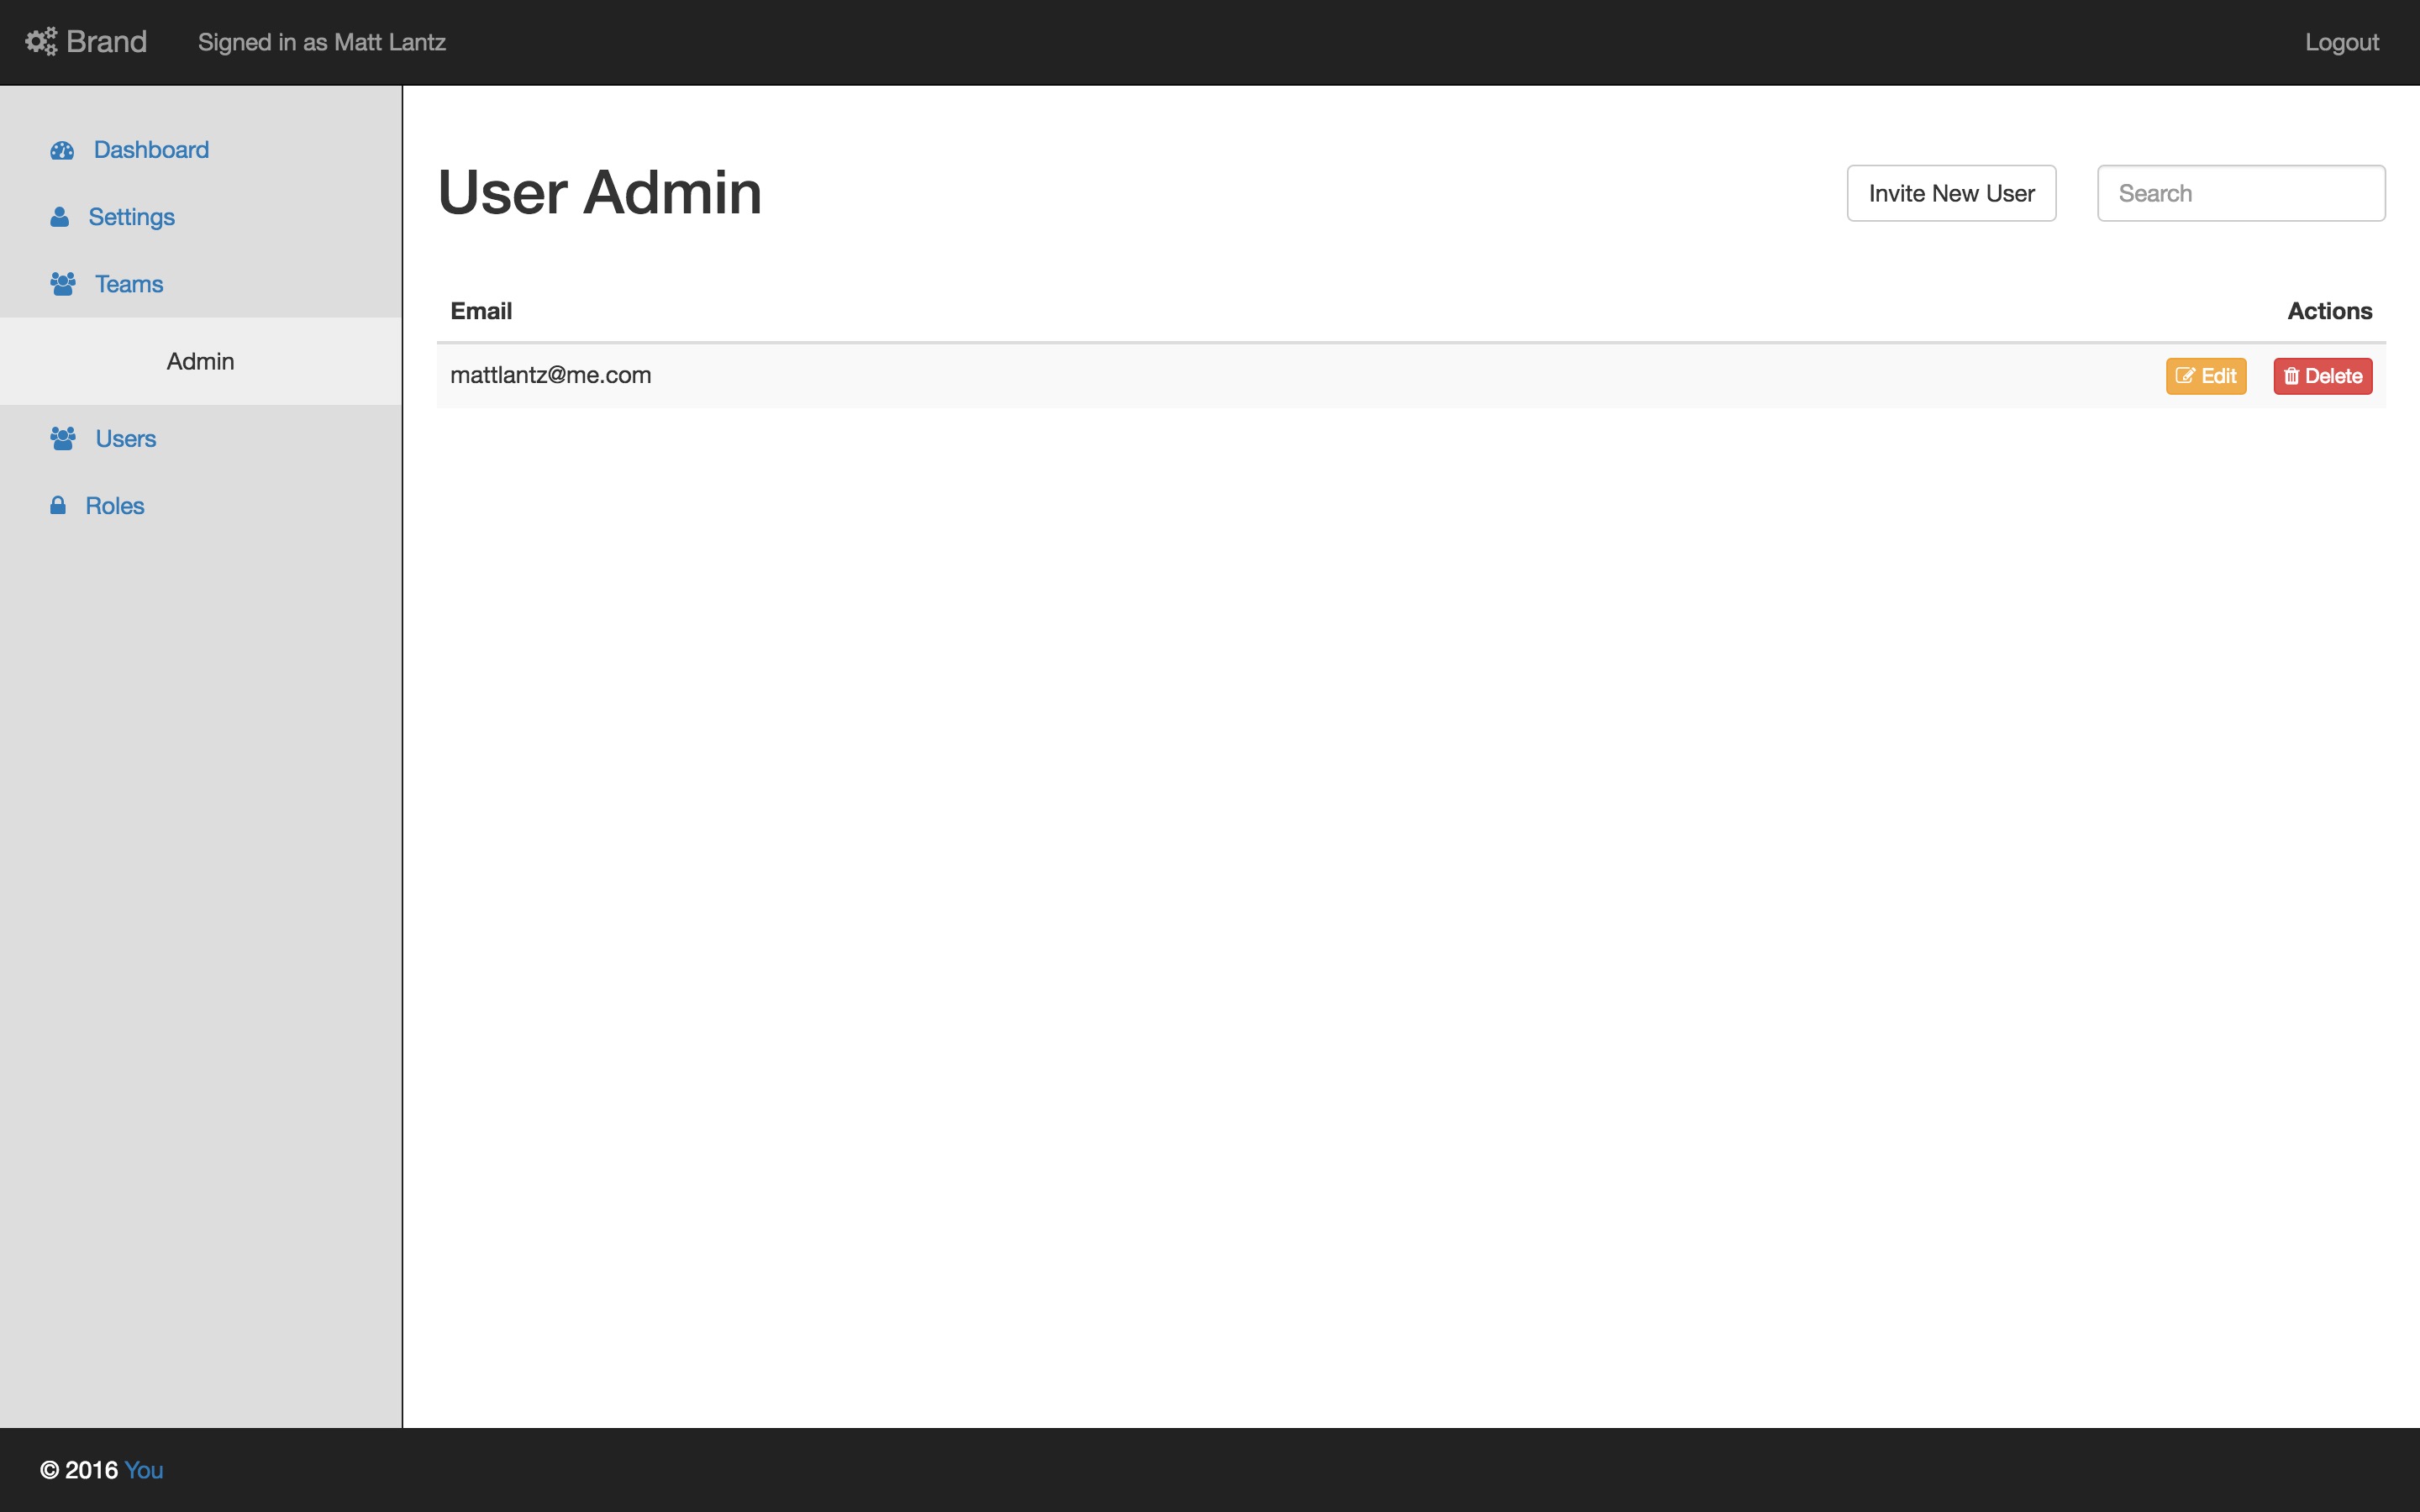 Brand
Signed in as Matt Lantz
Logout
Dashboard
Settings
Teams
Admin
Users
Roles
User Admin
Invite New User
Search
Email
Actions
mattlantz@me.com
Edit
Delete
© 2016 You